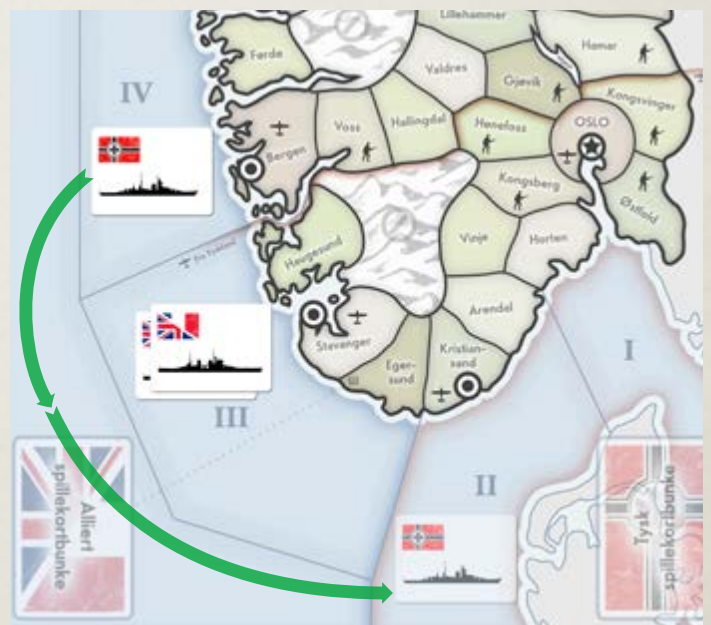 Lillehammer
Førde
Valdres
Gjøvik
Hamar
Kongsvinger
IV
Bergen
Voss
Hallingdal
Hønefoss
OSLO
Kongsberg
Østfold
Haugesund
Vinje
Horten
Stavanger
Arendal
Eger-
sund
Kristian-
sand
I
III
II
Alliert
spillekortbunke
Tysk
spillekortbunke